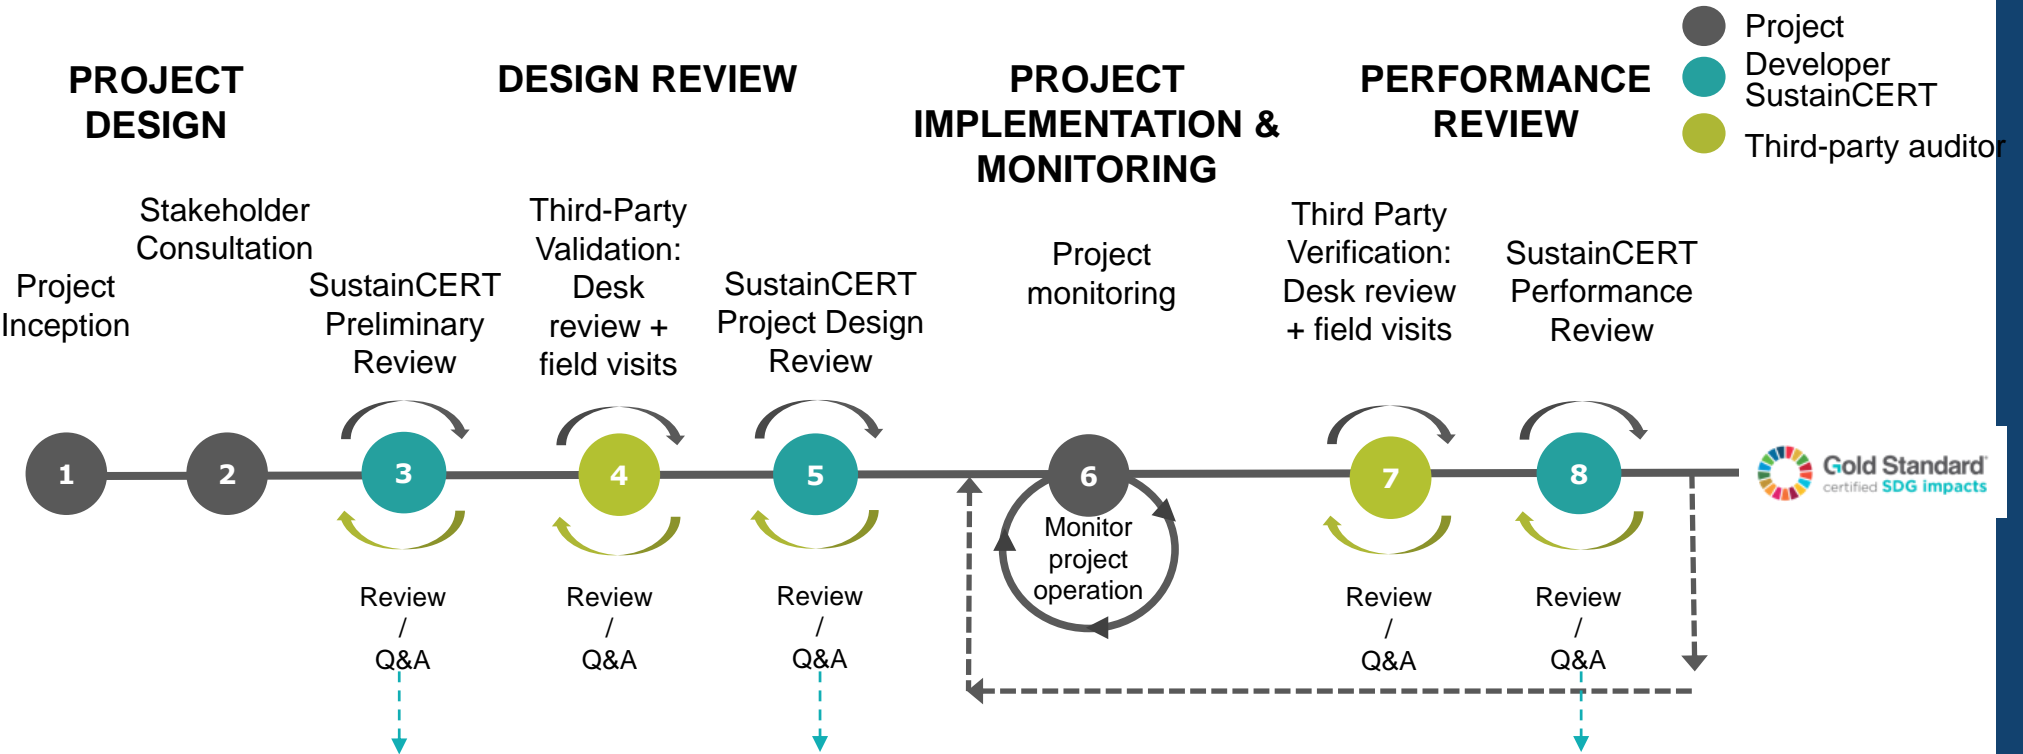 Project
Developer
SustainCERT
Third-party auditor
PROJECT
DESIGN
DESIGN REVIEW
PROJECT
IMPLEMENTATION &
MONITORING
PERFORMANCE
REVIEW
Project
Inception
Stakeholder
Consultation
SustainCERT
Preliminary
Review
Third-Party
Validation:
Desk
review +
field visits
SustainCERT
Project Design
Review
Project
monitoring
Third Party
Verification:
Desk review
+ field visits
SustainCERT
Performance
Review
1
2
3
4
5
6
7
8
Gold Standard
certified SDG impacts
Monitor
project
operation
Review
/
Q&A
Review
/
Q&A
Review
/
Q&A
Review
/
Q&A
Review
/
Q&A